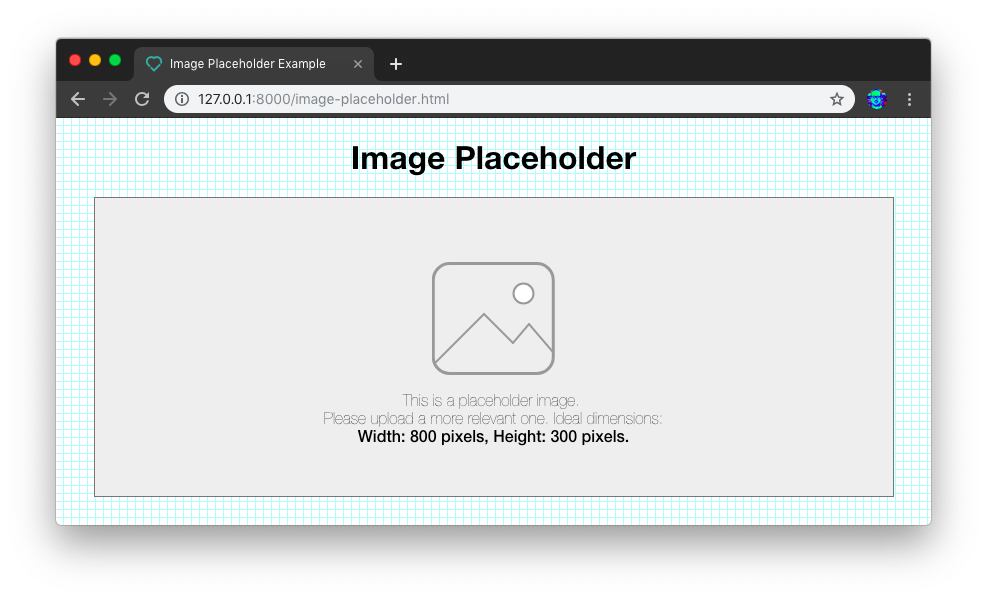 Image Placeholder Example
127.0.0.1:8000/image-placeholder.html
Image Placeholder
This is a placeholder image.
Please upload a more relevant one. Ideal dimensions:
Width: 800 pixels, Height: 300 pixels.